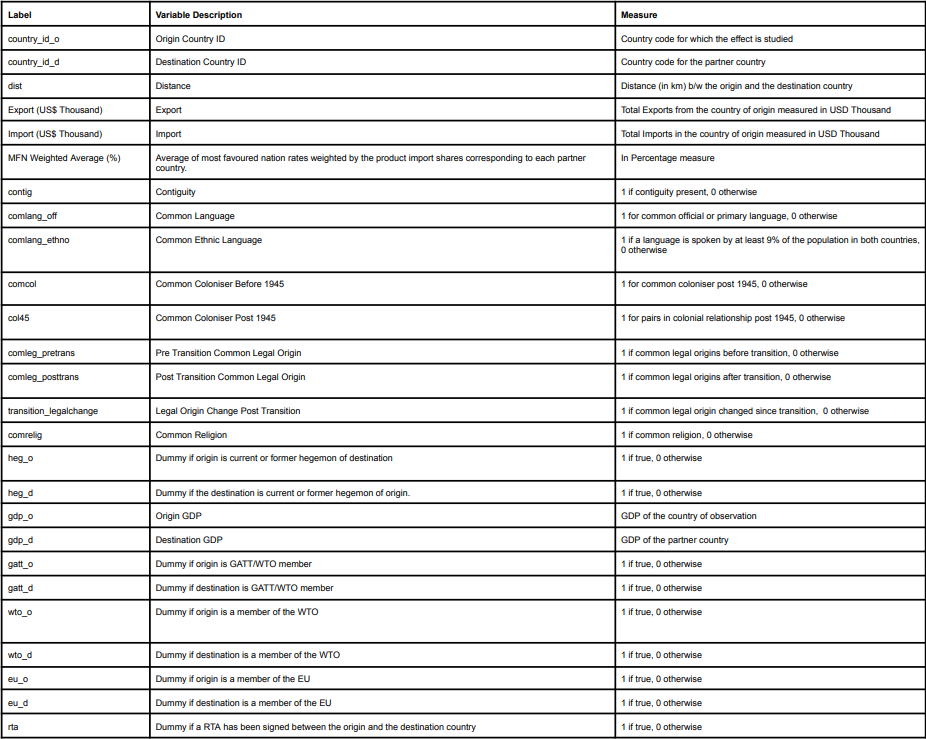 Label Variable Description Measure
country_id_o Origin Country ID Country code for which the effect is studied
country_id_d Destination Country ID Country code for the partner country
dist Distance Distance (in km) b/w the origin and the destination country
Export (US$ Thousand) Export Total Exports from the country of origin measured in USD Thousand
Import (US$ Thousand) Import Total Imports in the country of origin measured in USD Thousand
MFN Weighted Average (%) Average of most favoured nation rates weighted by the product import shares corresponding to each partner In Percentage measure
country.
contig Contiguity 1 if contiguity present, 0 otherwise
comlang_off Common Language 1 for common official or primary language, 0 otherwise
comlang_ethno Common Ethnic Language 1 if a language is spoken by at least 9% of the population in both countries,
0 otherwise
comcol Common Coloniser Before 1945 1 for common coloniser post 1945, 0 otherwise
col45 Common Coloniser Post 1945 1 for pairs in colonial relationship post 1945, 0 otherwise
comleg_pretrans Pre Transition Common Legal Origin 1 if common legal origins before transition, 0 otherwise
comleg_posttrans Post Transition Common Legal Origin 1 if common legal origins after transition, 0 otherwise
transition_legalchange Legal Origin Change Post Transition 1 if common legal origin changed since transition, 0 otherwise
comrelig Common Religion 1 if common religion, 0 otherwise
heg_o Dummy if origin is current or former hegemon of destination 1 if true, 0 otherwise
heg_d Dummy if the destination is current or former hegemon of origin. 1 if true, 0 otherwise
gdp_o Origin GDP GDP of the country of observation
gdp_d Destination GDP GDP of the partner country
gatt_o Dummy if origin is GATT/WTO member 1 if true, 0 otherwise
gatt_d Dummy if destination is GATT/WTO member 1 if true, 0 otherwise
wto_o Dummy if origin is a member of the WTO 1 if true, 0 otherwise
wto_d Dummy if destination is a member of the WTO 1 if true, 0 otherwise
eu_o Dummy if origin is a member of the EU 1 if true, 0 otherwise
eu_d Dummy if destination is a member of the EU 1 if true, 0 otherwise
rta Dummy if a RTA has been signed between the origin and the destination country 1 if true, 0 otherwise